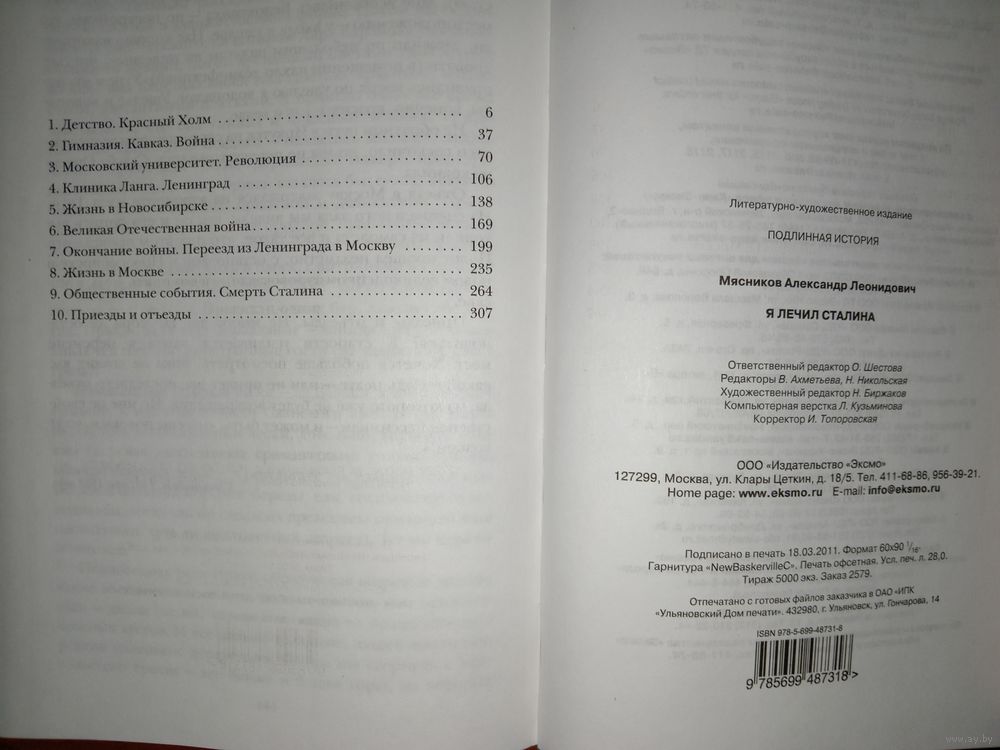 1. Детство. Красный Холм . . . . . . . . . . . . . . . . . . . . . . . . . . . . . . . 6
2. Гимназия. Кавказ. Война . . . . . . . . . . . . . . . . . . . . . . . . . . . . . . . 37
3. Московский университет. Революция . . . . . . . . . . . . . . . . . . . . . 70
4. Клиника Ланга. Ленинград . . . . . . . . . . . . . . . . . . . . . . . . . . . . 106
5. Жизнь в Новосибирске . . . . . . . . . . . . . . . . . . . . . . . . . . . . . . . 138
6. Великая Отечественная война . . . . . . . . . . . . . . . . . . . . . . . . . . 169
7. Окончание войны. Переезд из Ленинграда в Москву . . . . . . . . 199
8. Жизнь в Москве . . . . . . . . . . . . . . . . . . . . . . . . . . . . . . . . . . . . 235
9. Общественные события. Смерть Сталина . . . . . . . . . . . . . . . . . 264
10. Приезды и отъезды . . . . . . . . . . . . . . . . . . . . . . . . . . . . . . . . . 307
Литературно-художественное издание
ПОДЛИННАЯ ИСТОРИЯ
Мясников Александр Леонидович
Я ЛЕЧИЛ СТАЛИНА
Ответственный редактор О. Шестова
Редакторы В. Ахметьева, Н. Никольская
Художественный редактор Н. Биржаков
Компьютерная верстка Л. Кузьминова
Корректор И. Топоровская
ООО «Издательство «Эксмо»
127299, Москва, ул. Клары Цеткин, д. 18/5. Тел. 411-68-86, 956-39-21.
Home page: www.eksmo.ru E-mail: info@eksmo.ru
Подписано в печать 18.03.2011. Формат 60x90 1/16.
Гарнитура «NewBaskervilleC». Печать офсетная. Усл. печ. л. 28,0.
Тираж 5000 экз. Заказ 2579.
Отпечатано с готовых файлов заказчика в ОАО «ИПК
«Ульяновский Дом печати». 432980, г. Ульяновск, ул. Гончарова, 14
ISBN 978-5-699-48731-8
9 785699 487318>
www.ay.by